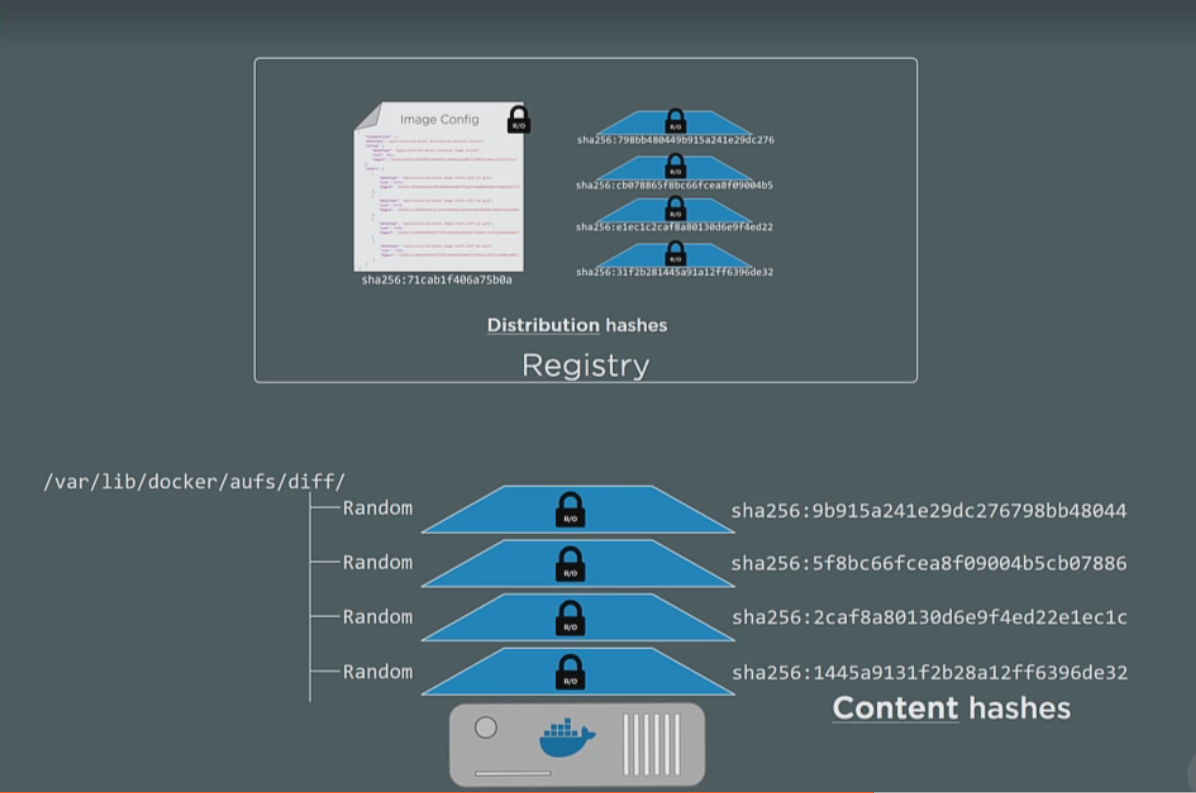 Image Config
R/O
sha256:71cab1f406a75b0a
R/O
sha256:798bb480449b915a241e29dc276
R/O
sha256:cb078865f8bc66fcea8f09004b5
R/O
sha256:e1ec1c2caf8a80130d6e9f4ed22
R/O
sha256:31f2b281445a91a12ff6396de32
Distribution hashes
Registry
/var/lib/docker/aufs/diff/
Random R/O sha256:9b915a241e29dc276798bb48044
Random R/O sha256:5f8bc66fcea8f09004b5cb07886
Random R/O sha256:2caf8a80130d6e9f4ed22e1ec1c
Random R/O sha256:1445a9131f2b28a12ff6396de32
Content hashes